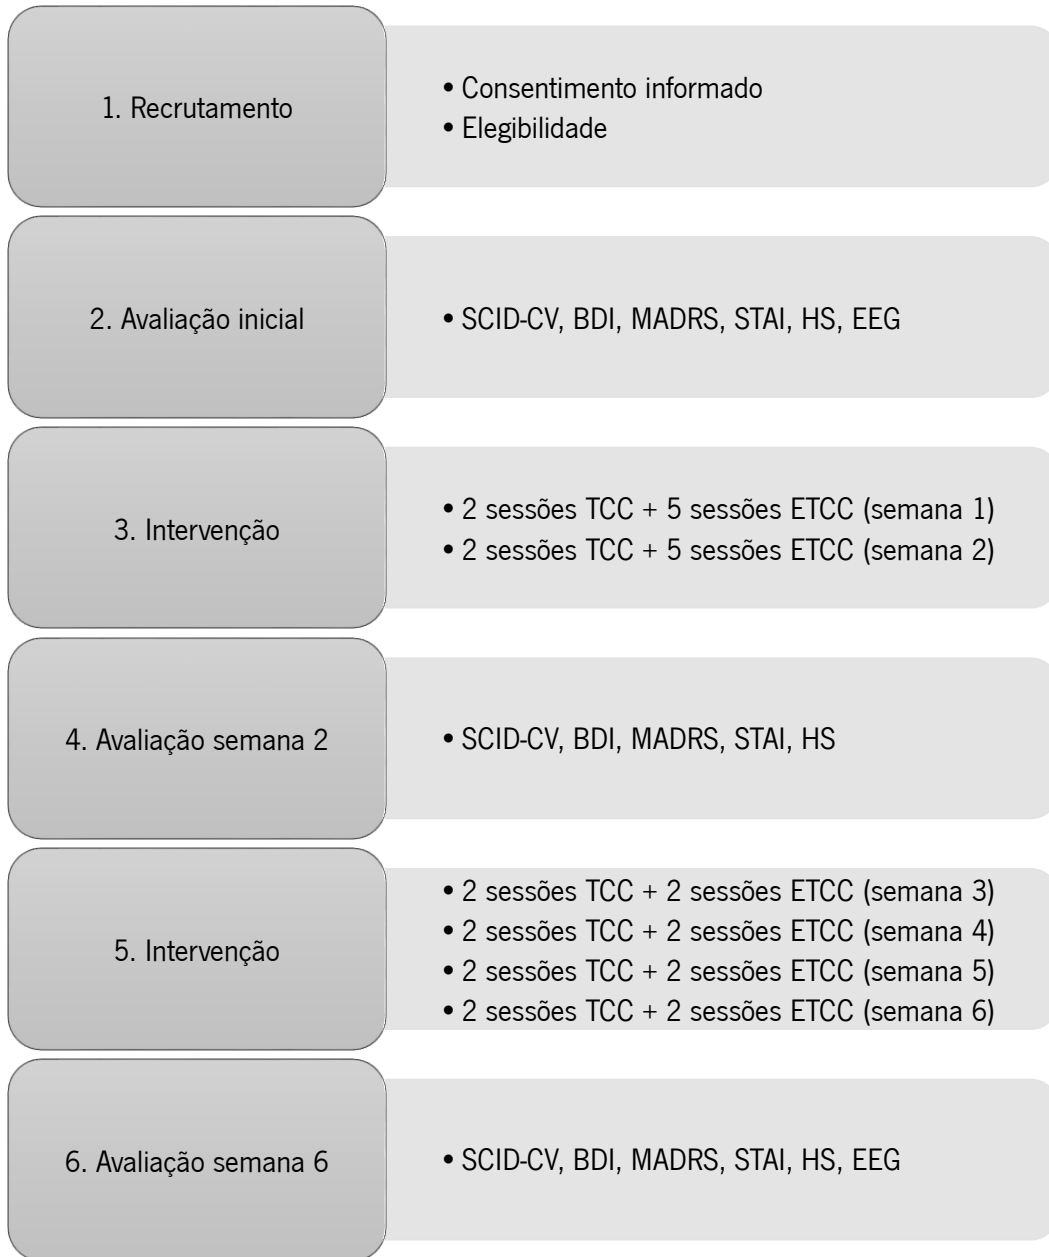 1. Recrutamento
• Consentimento informado
• Elegibilidade
2. Avaliação inicial
• SCID-CV, BDI, MADRS, STAI, HS, EEG
3. Intervenção
• 2 sessões TCC + 5 sessões ETCC (semana 1)
• 2 sessões TCC + 5 sessões ETCC (semana 2)
4. Avaliação semana 2
• SCID-CV, BDI, MADRS, STAI, HS
5. Intervenção
• 2 sessões TCC + 2 sessões ETCC (semana 3)
• 2 sessões TCC + 2 sessões ETCC (semana 4)
• 2 sessões TCC + 2 sessões ETCC (semana 5)
• 2 sessões TCC + 2 sessões ETCC (semana 6)
6. Avaliação semana 6
• SCID-CV, BDI, MADRS, STAI, HS, EEG